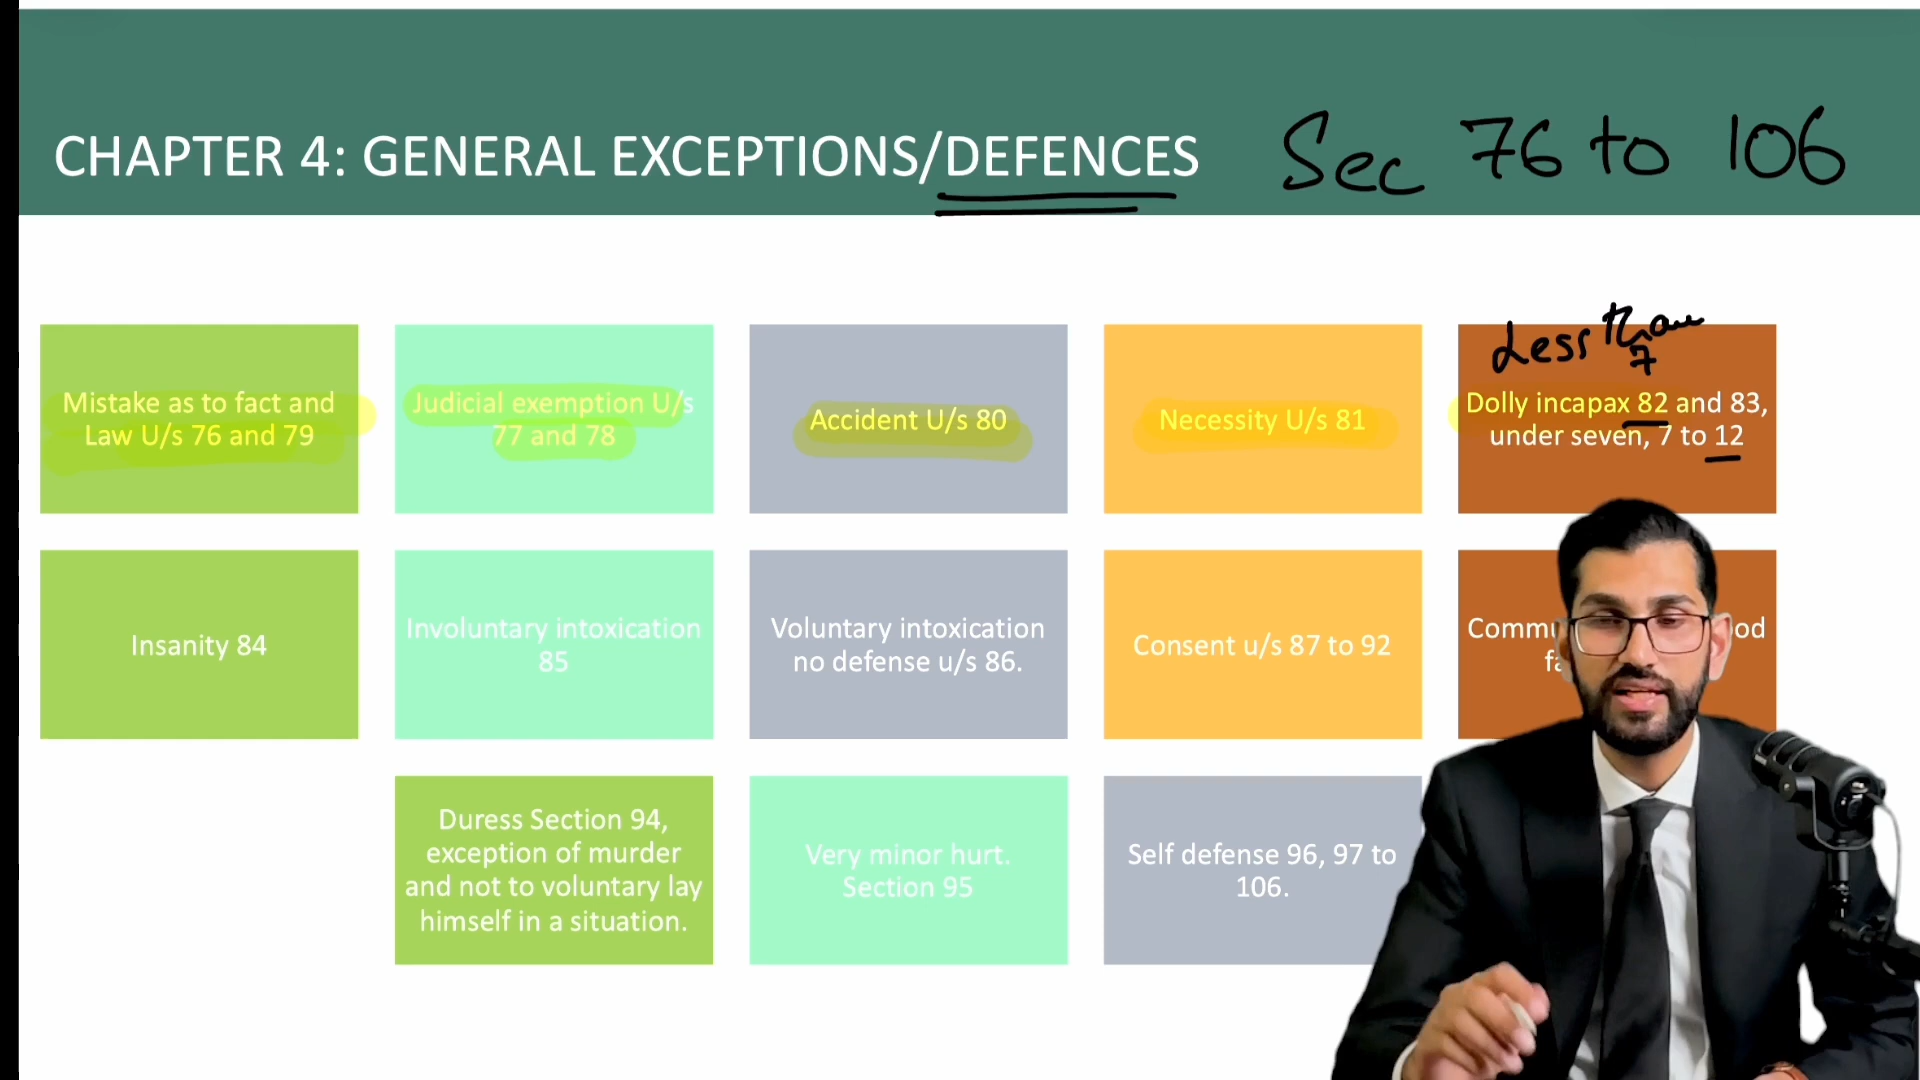 CHAPTER 4: GENERAL EXCEPTIONS/DEFENCES Sec 76 to 106
Mistake as to fact and
Law U/s 76 and 79
Judicial exemption U/s
77 and 78
Accident U/s 80
Necessity U/s 81
Less than
7
Dolly incapax 82 and 83,
under seven, 7 to 12
Insanity 84
Involuntary intoxication
85
Voluntary intoxication
no defense u/s 86.
Consent u/s 87 to 92
Duress Section 94,
exception of murder
and not to voluntary lay
himself in a situation.
Very minor hurt.
Section 95
Self defense 96, 97 to
106.